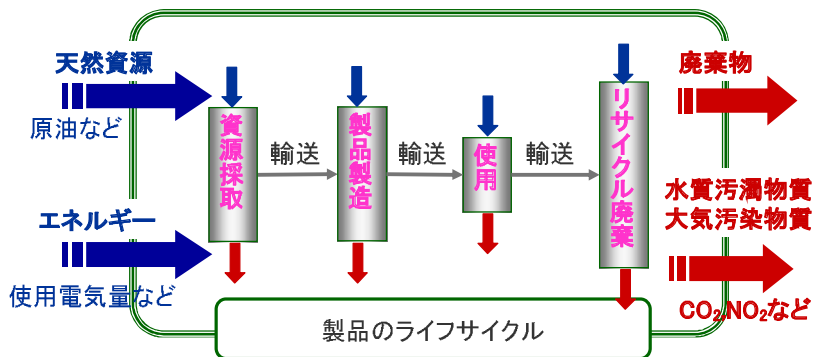 天然資源
原油など
エネルギー
使用電気量など
資源採取
輸送
製品製造
輸送
使用
輸送
リサイクル廃棄
廃棄物
水質汚濁物質
大気汚染物質
CO₂,NO₂など
製品のライフサイクル